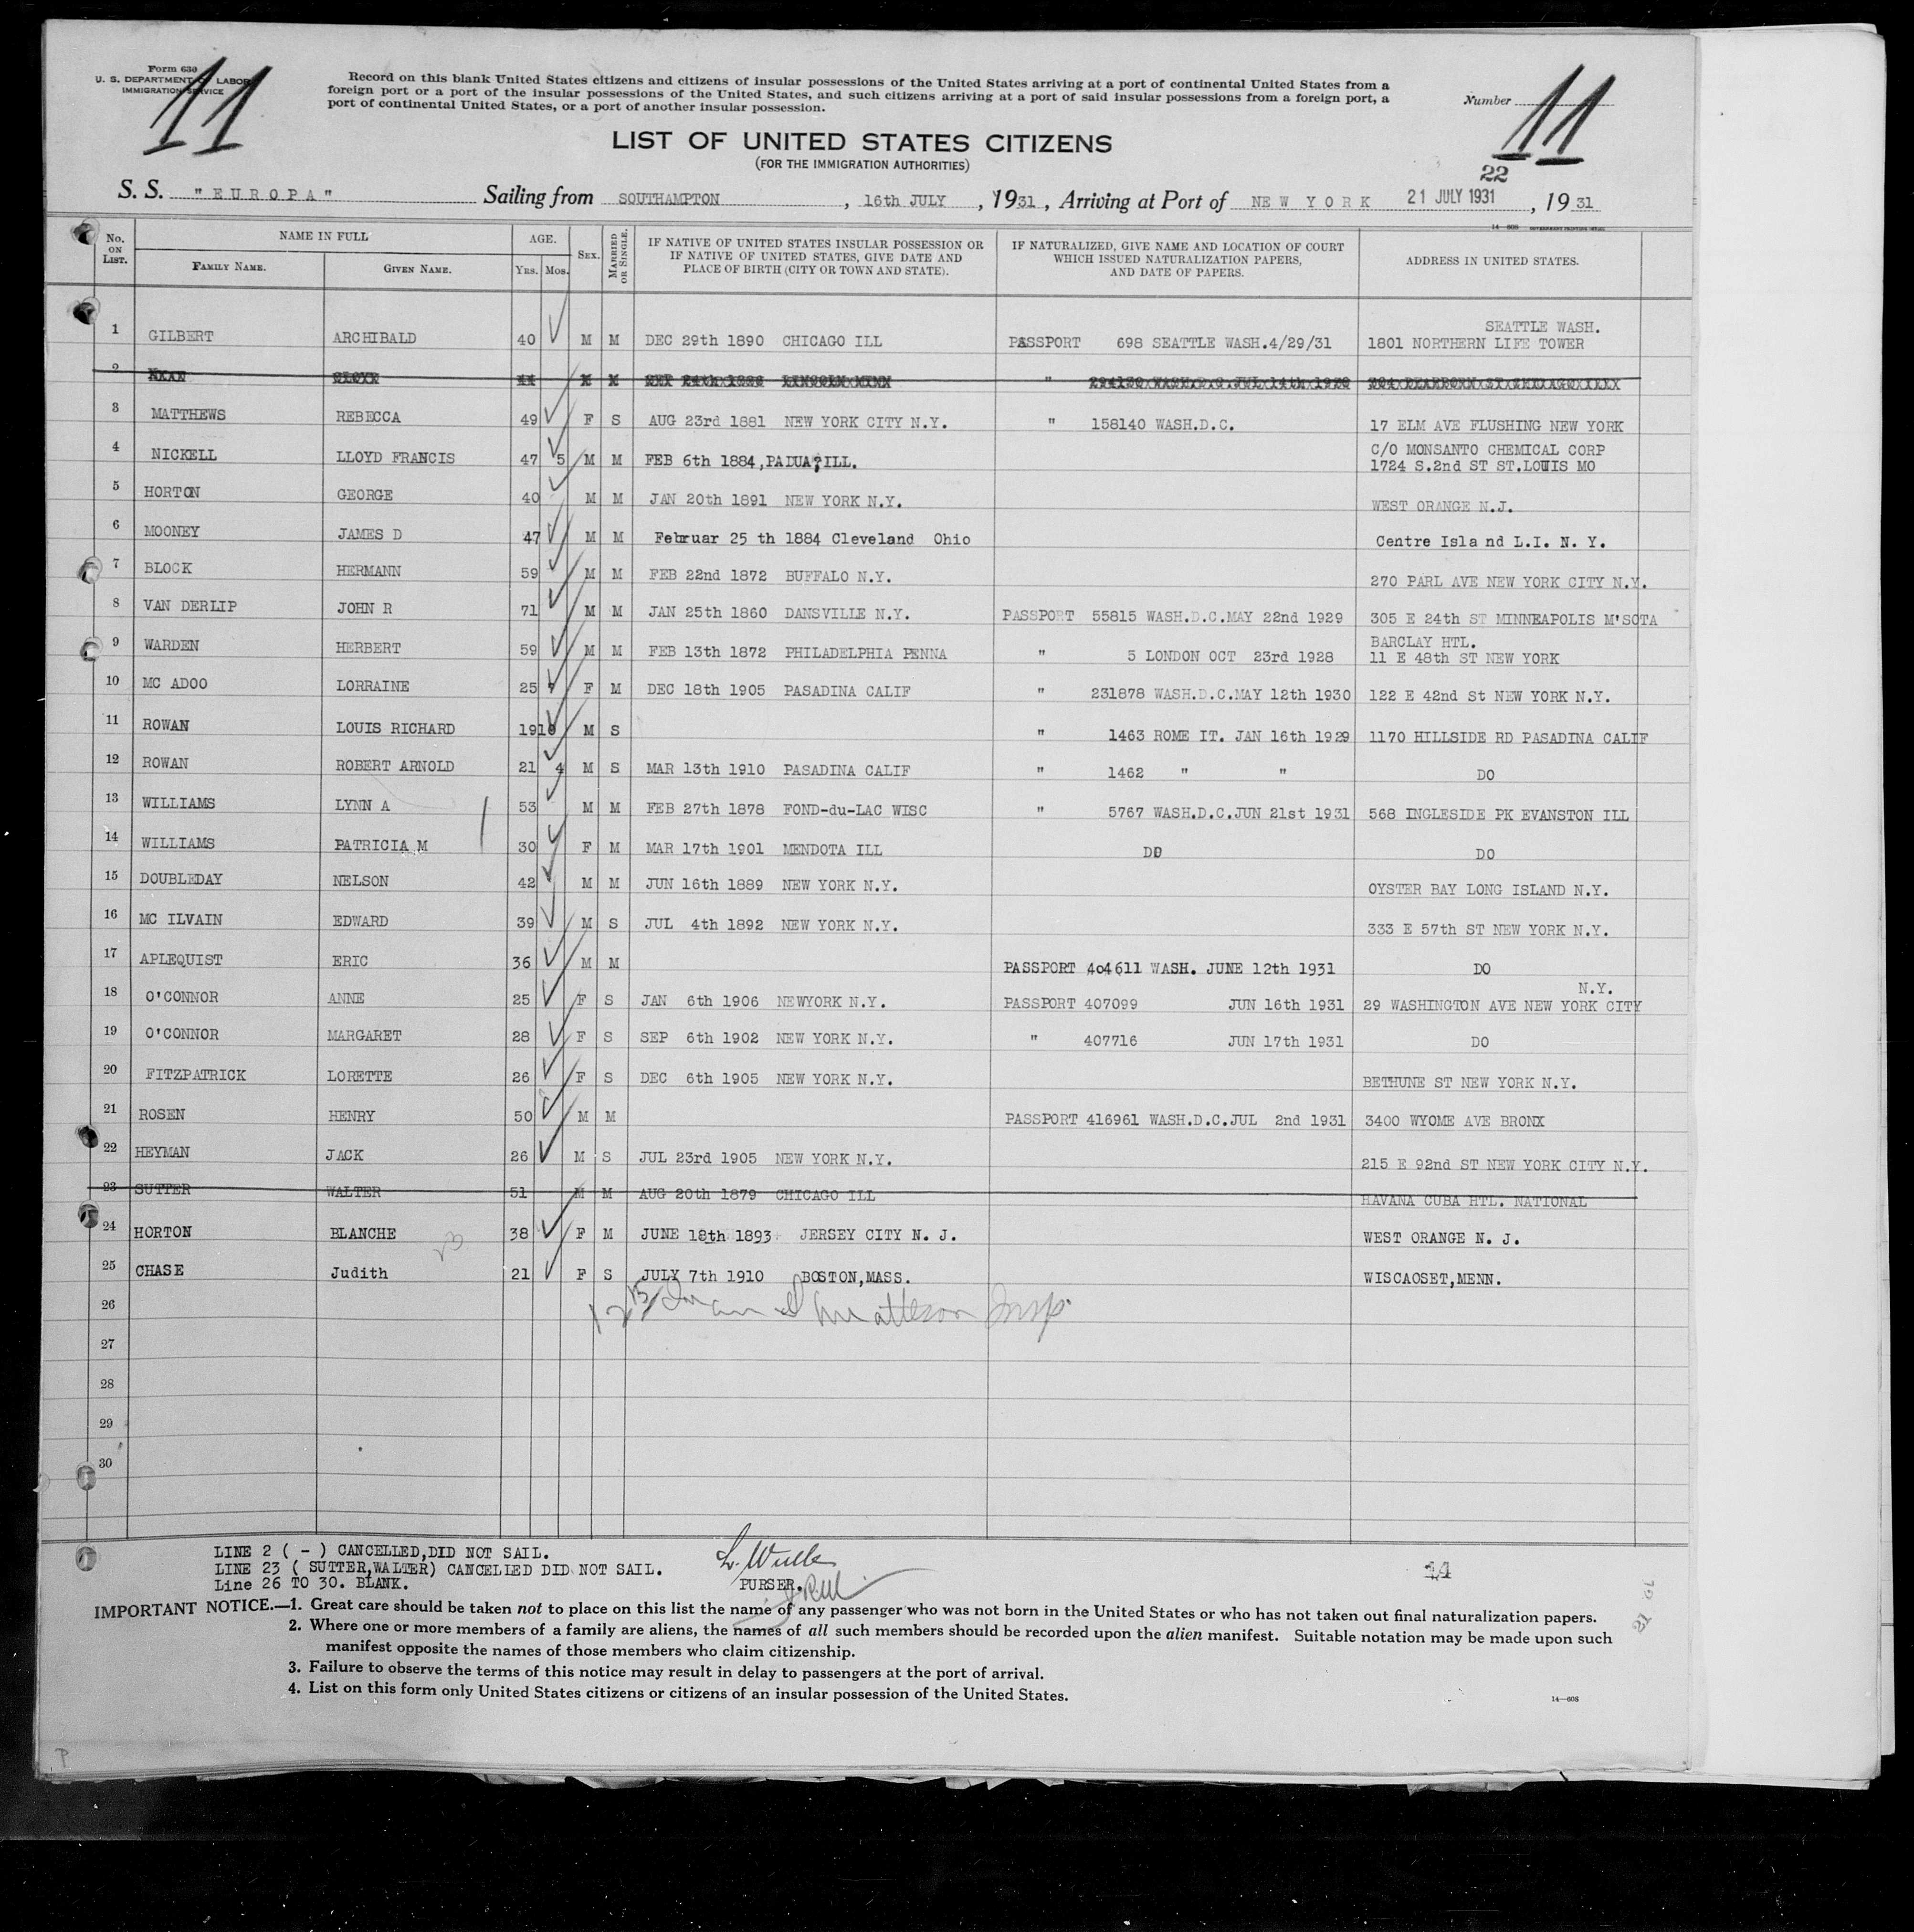 Form 630
U. S. DEPARTMENT OF LABOR
IMMIGRATION SERVICE
11
Record on this blank United States citizens and citizens of insular possessions of the United States arriving at a port of continental United States from a
foreign port or a port of the insular possessions of the United States, and such citizens arriving at a port of said insular possessions from a foreign port, a
port of continental United States, or a port of another insular possession.
Number 11
LIST OF UNITED STATES CITIZENS
(FOR THE IMMIGRATION AUTHORITIES)
22
S. S. "EUROPA" Sailing from SOUTHAMPTON, 16th JULY, 1931, Arriving at Port of NEW YORK 21 JULY 1931, 1931
14—608 GOVERNMENT PRINTING OFFICE
No. ON LIST. NAME IN FULL FAMILY NAME. GIVEN NAME. AGE. YRS. MOS. SEX. MARRIED OR SINGLE. IF NATIVE OF UNITED STATES INSULAR POSSESSION OR IF NATIVE OF UNITED STATES, GIVE DATE AND PLACE OF BIRTH (CITY OR TOWN AND STATE). IF NATURALIZED, GIVE NAME AND LOCATION OF COURT WHICH ISSUED NATURALIZATION PAPERS, AND DATE OF PAPERS. ADDRESS IN UNITED STATES.
SEATTLE WASH.
1 GILBERT ARCHIBALD 40 M M DEC 29th 1890 CHICAGO ILL PASSPORT 698 SEATTLE WASH.4/29/31 1801 NORTHERN LIFE TOWER
2 "
3 MATTHEWS REBECCA 49 F S AUG 23rd 1881 NEW YORK CITY N.Y. " 158140 WASH.D.C. 17 ELM AVE FLUSHING NEW YORK
C/O MONSANTO CHEMICAL CORP
4 NICKELL LLOYD FRANCIS 47 5 M M FEB 6th 1884, PADUA, ILL. 1724 S.2nd ST ST.LOUIS MO
5 HORTON GEORGE 40 M M JAN 20th 1891 NEW YORK N.Y. WEST ORANGE N.J.
6 MOONEY JAMES D 47 M M Februar 25 th 1884 Cleveland Ohio Centre Isla nd L.I. N. Y.
7 BLOCK HERMANN 59 M M FEB 22nd 1872 BUFFALO N.Y. 270 PARL AVE NEW YORK CITY N.Y.
8 VAN DERLIP JOHN R 71 M M JAN 25th 1860 DANSVILLE N.Y. PASSPORT 55815 WASH.D.C.MAY 22nd 1929 305 E 24th ST MINNEAPOLIS M'SOTA
BARCLAY HTL.
9 WARDEN HERBERT 59 M M FEB 13th 1872 PHILADELPHIA PENNA " 5 LONDON OCT 23rd 1928 11 E 48th ST NEW YORK
10 MC ADOO LORRAINE 25 F M DEC 18th 1905 PASADINA CALIF " 231878 WASH.D.C.MAY 12th 1930 122 E 42nd St NEW YORK N.Y.
11 ROWAN LOUIS RICHARD 19 M S " 1463 ROME IT. JAN 16th 1929 1170 HILLSIDE RD PASADINA CALIF
12 ROWAN ROBERT ARNOLD 21 4 M S MAR 13th 1910 PASADINA CALIF " 1462 " " DO
13 WILLIAMS LYNN A 53 M M FEB 27th 1878 FOND-du-LAC WISC " 5767 WASH.D.C.JUN 21st 1931 568 INGLESIDE PK EVANSTON ILL
14 WILLIAMS PATRICIA M 30 F M MAR 17th 1901 MENDOTA ILL DO DO
15 DOUBLEDAY NELSON 42 M M JUN 16th 1889 NEW YORK N.Y. OYSTER BAY LONG ISLAND N.Y.
16 MC ILVAIN EDWARD 39 M S JUL 4th 1892 NEW YORK N.Y. 333 E 57th ST NEW YORK N.Y.
17 APLEQUIST ERIC 36 M M PASSPORT 404611 WASH. JUNE 12th 1931 DO
N.Y.
18 O'CONNOR ANNE 25 F S JAN 6th 1906 NEWYORK N.Y. PASSPORT 407099 JUN 16th 1931 29 WASHINGTON AVE NEW YORK CITY
19 O'CONNOR MARGARET 28 F S SEP 6th 1902 NEW YORK N.Y. " 407716 JUN 17th 1931 DO
20 FITZPATRICK LORETTE 26 F S DEC 6th 1905 NEW YORK N.Y. BETHUNE ST NEW YORK N.Y.
21 ROSEN HENRY 50 M M PASSPORT 416961 WASH.D.C.JUL 2nd 1931 3400 WYOME AVE BRONX
22 HEYMAN JACK 26 M S JUL 23rd 1905 NEW YORK N.Y. 215 E 92nd ST NEW YORK CITY N.Y.
23 SUTTER WALTER 51 M M AUG 20th 1879 CHICAGO ILL HAVANA CUBA HTL. NATIONAL
24 HORTON BLANCHE 38 F M JUNE 18th 1893 JERSEY CITY N. J. WEST ORANGE N. J.
23
25 CHASE Judith 21 F S JULY 7th 1910 BOSTON,MASS. WISCAOSET,MENN.
26 Matteson Insp.
27
28
29
30
LINE 2 ( - ) CANCELLED,DID NOT SAIL.
LINE 23 ( SUTTER,WALTER) CANCELLED DID NOT SAIL.
Line 26 TO 30. BLANK.
PURSER.
IMPORTANT NOTICE.—1. Great care should be taken not to place on this list the name of any passenger who was not born in the United States or who has not taken out final naturalization papers.
2. Where one or more members of a family are aliens, the names of all such members should be recorded upon the alien manifest. Suitable notation may be made upon such
manifest opposite the names of those members who claim citizenship.
3. Failure to observe the terms of this notice may result in delay to passengers at the port of arrival.
4. List on this form only United States citizens or citizens of an insular possession of the United States.
14—608